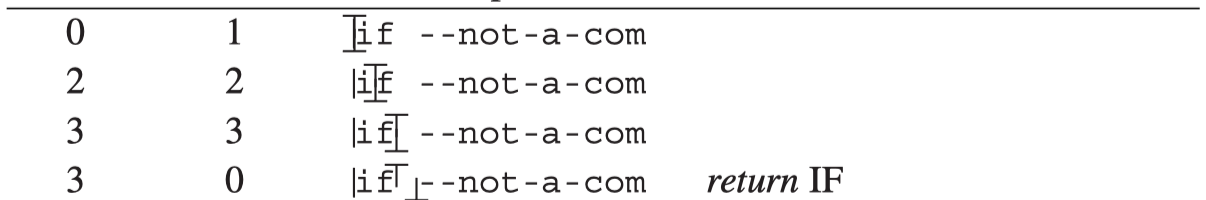 0 1 |if --not-a-com
2 2 |if --not-a-com
3 3 |if --not-a-com
3 0 |if --not-a-com return IF